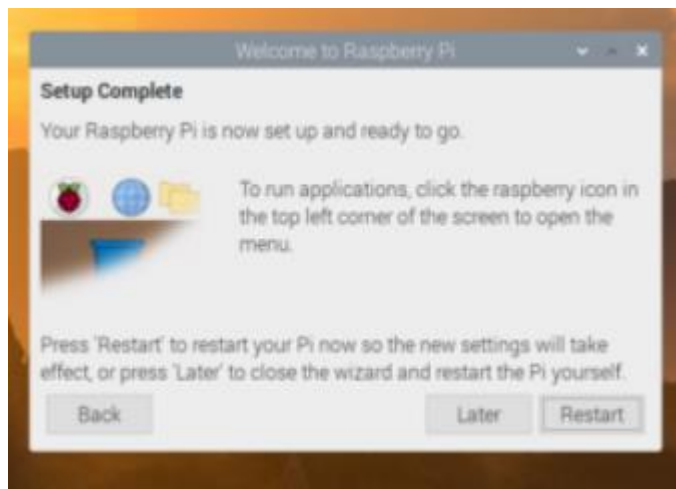 Welcome to Raspberry Pi
Setup Complete
Your Raspberry Pi is now set up and ready to go.
To run applications, click the raspberry icon in
the top left corner of the screen to open the
menu.
Press 'Restart' to restart your Pi now so the new settings will take
effect, or press 'Later' to close the wizard and restart the Pi yourself.
Back
Later
Restart